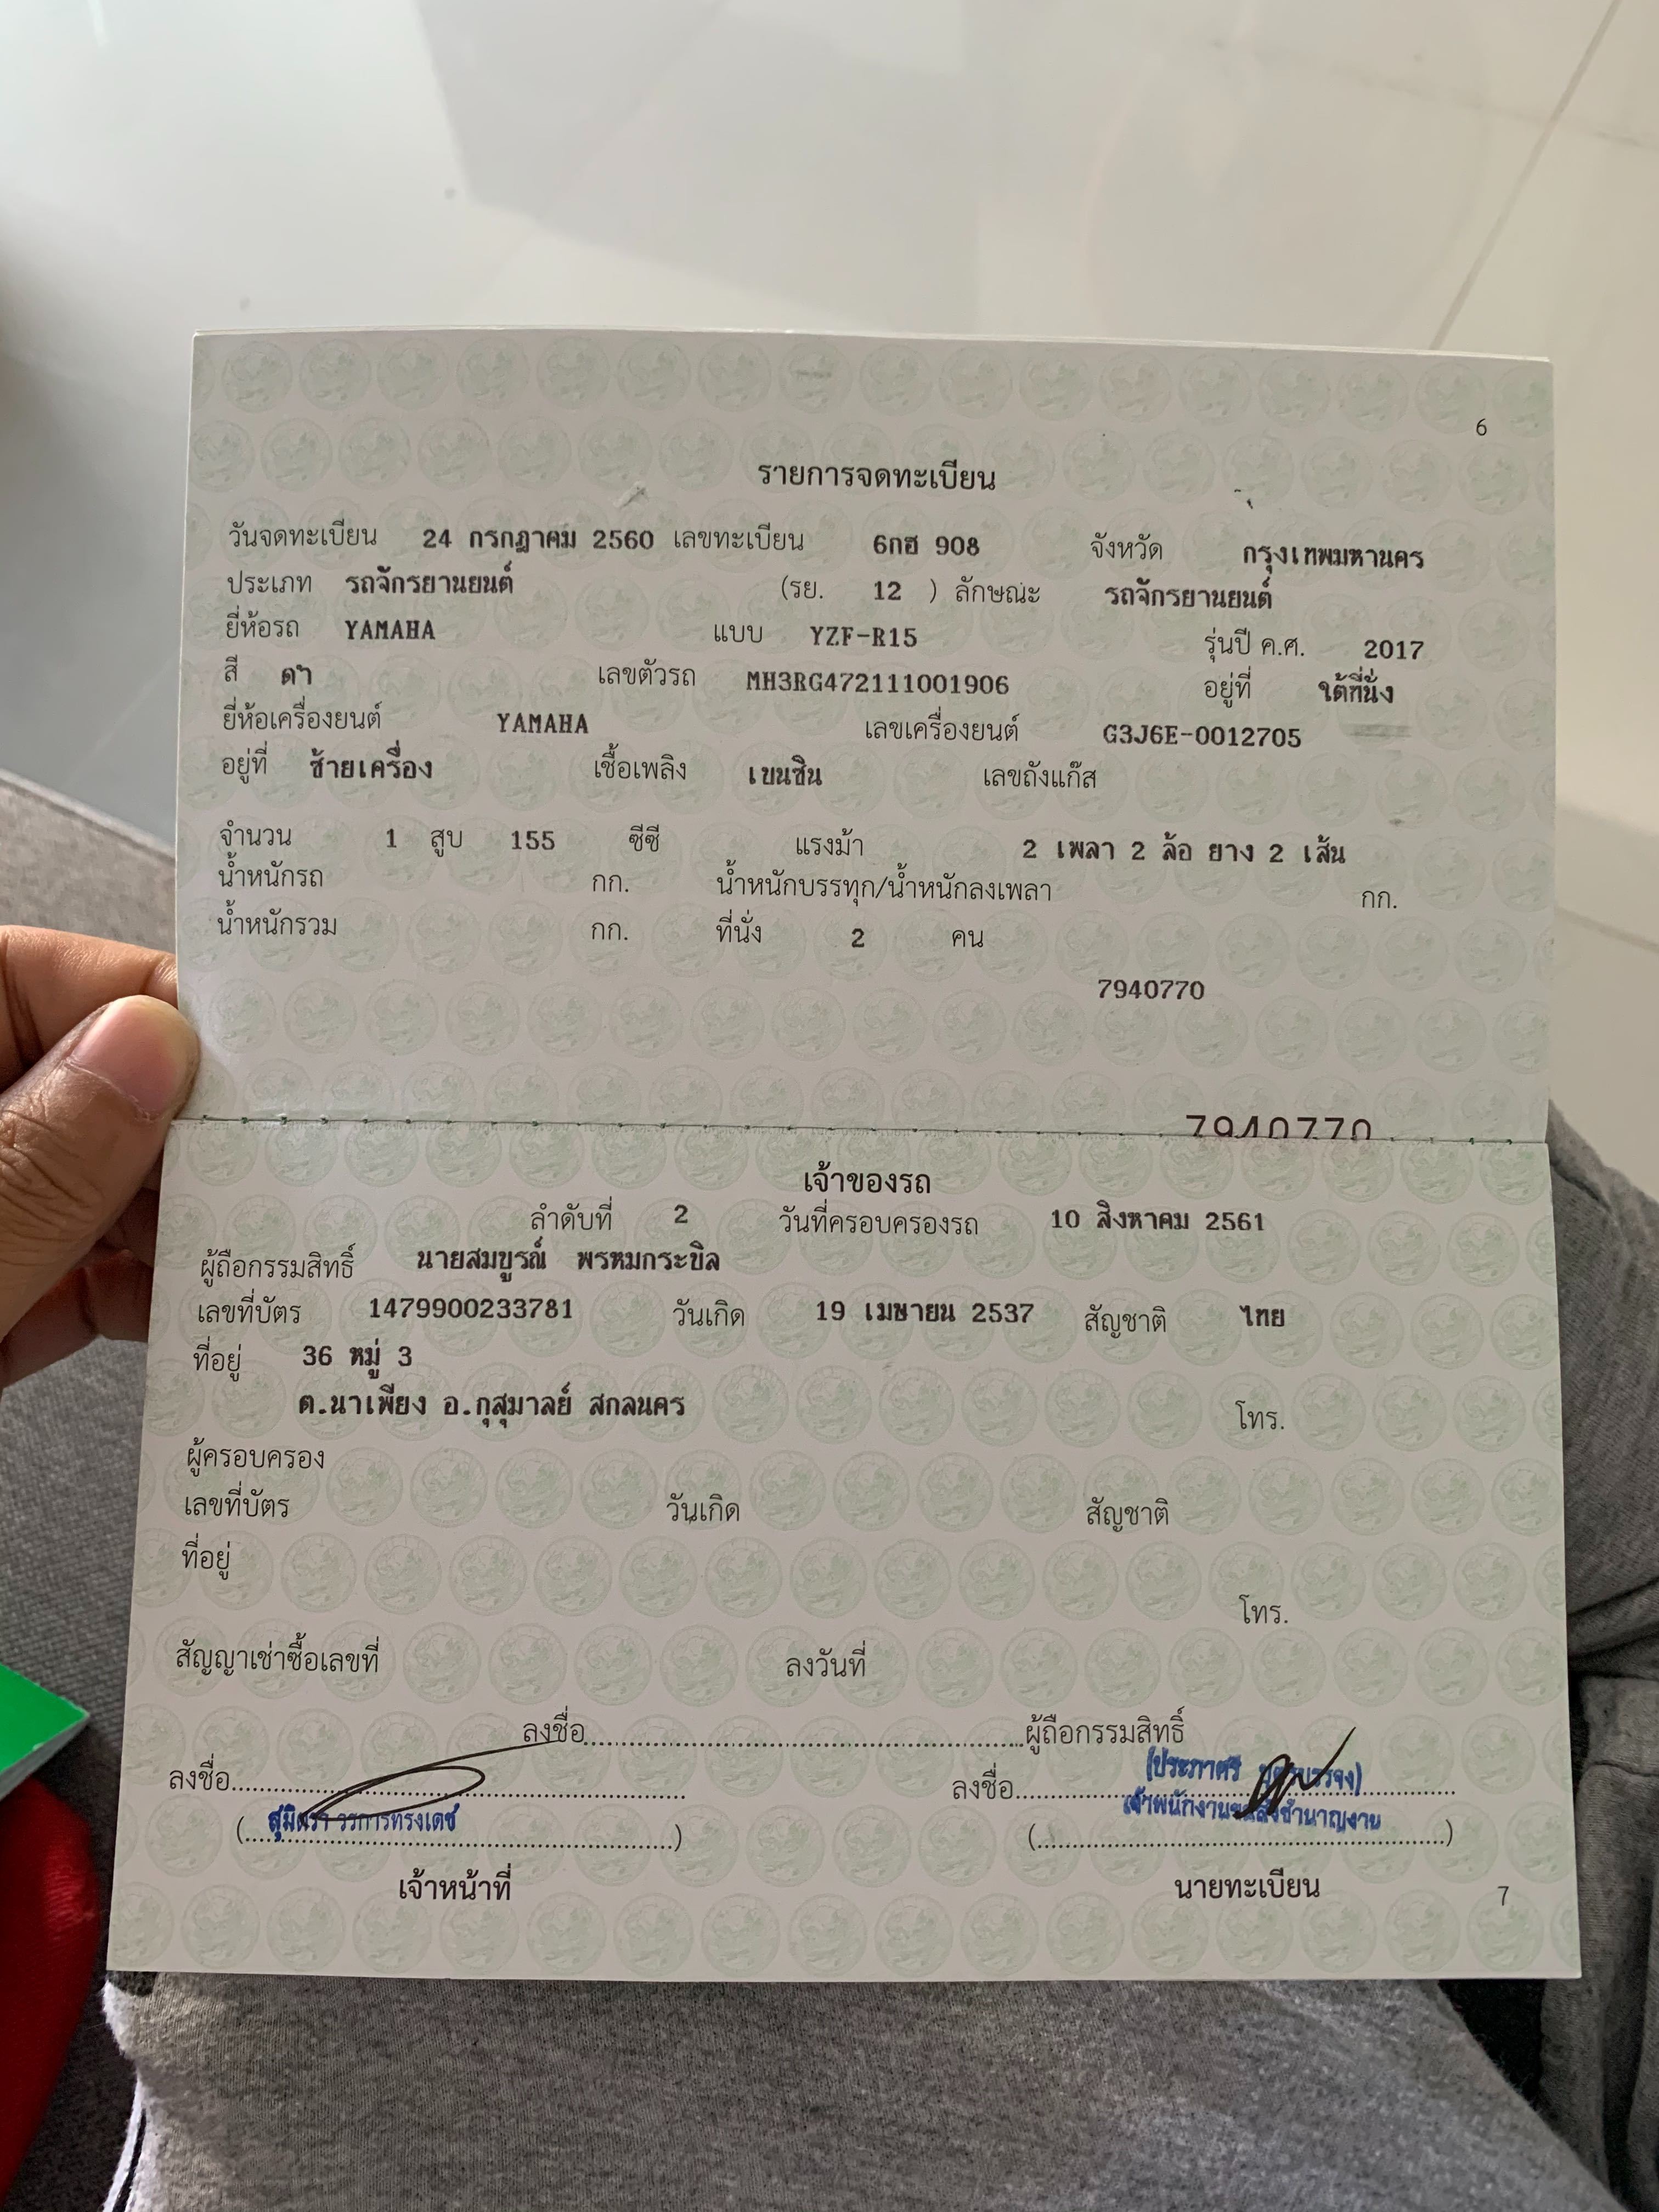 6
รายการจดทะเบียน
วันจดทะเบียน 24 กรกฎาคม 2560 เลขทะเบียน 6กฮ 908 จังหวัด กรุงเทพมหานคร
ประเภท รถจักรยานยนต์ (รย. 12 ) ลักษณะ รถจักรยานยนต์
ยี่ห้อรถ YAMAHA แบบ YZF-R15 รุ่นปี ค.ศ. 2017
สี ดำ เลขตัวรถ MH3RG472111001906 อยู่ที่ ใต้ที่นั่ง
ยี่ห้อเครื่องยนต์ YAMAHA เลขเครื่องยนต์ G3J6E-0012705
อยู่ที่ ซ้ายเครื่อง เชื้อเพลิง เบนซิน เลขถังแก๊ส
จำนวน 1 สูบ 155 ซีซี แรงม้า 2 เพลา 2 ล้อ ยาง 2 เส้น
น้ำหนักรถ กก. น้ำหนักบรรทุก/น้ำหนักลงเพลา กก.
น้ำหนักรวม กก. ที่นั่ง 2 คน
7940770
7940770
เจ้าของรถ
ลำดับที่ 2 วันที่ครอบครองรถ 10 สิงหาคม 2561
ผู้ถือกรรมสิทธิ์ นายสมบูรณ์ พรหมกระบิล
เลขที่บัตร 1479900233781 วันเกิด 19 เมษายน 2537 สัญชาติ ไทย
ที่อยู่ 36 หมู่ 3
ต.นาเพียง อ.กุสุมาลย์ สกลนคร โทร.
ผู้ครอบครอง
เลขที่บัตร วันเกิด สัญชาติ
ที่อยู่
โทร.
สัญญาเช่าซื้อเลขที่ ลงวันที่
ลงชื่อ ผู้ถือกรรมสิทธิ์
ลงชื่อ ลงชื่อ (ประภาศรี
สุมิตรา วรการทรงเดช เจ้าพนักงานขนส่งชำนาญงาน
เจ้าหน้าที่ นายทะเบียน
7